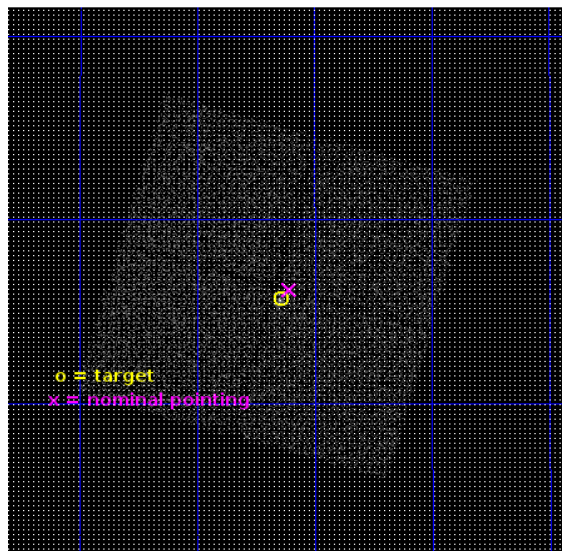 o = target
x = nominal pointing